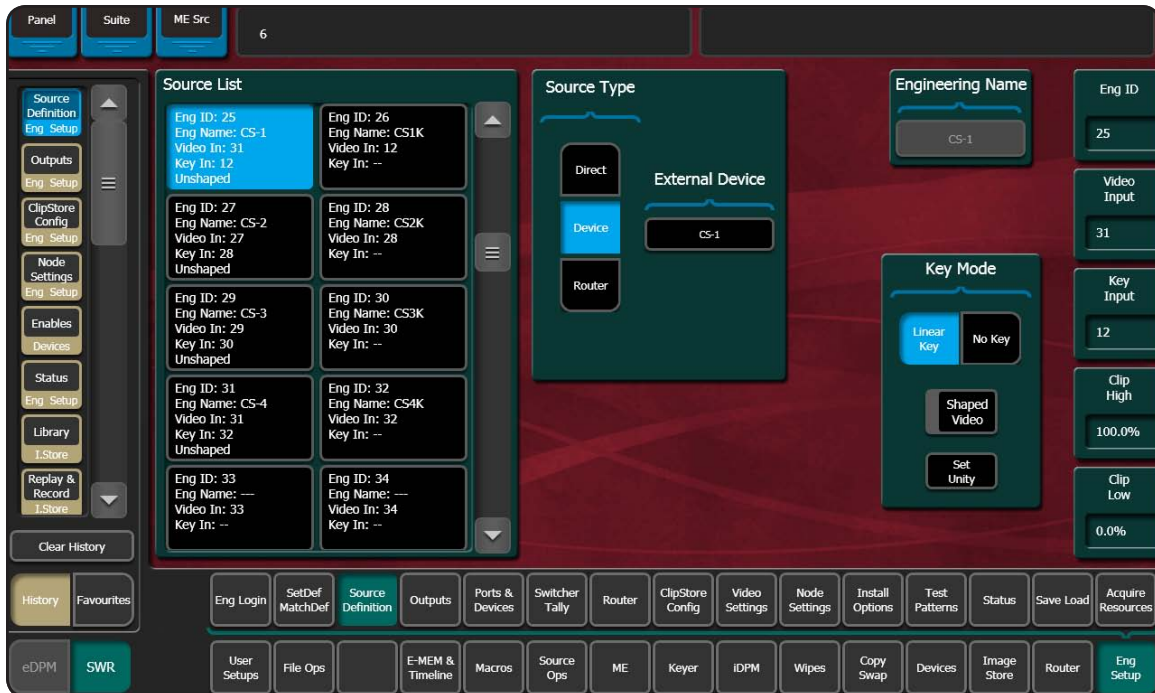 Panel
Suite
ME Src
6
Source
Definition
Eng Setup
Outputs
Eng Setup
ClipStore
Config
Eng Setup
Node
Settings
Eng Setup
Enables
Devices
Status
Eng Setup
Library
I.Store
Replay &
Record
I.Store
Clear History
History
Favourites
eDPM
SWR
Source List
Eng ID: 25
Eng Name: CS-1
Video In: 31
Key In: 12
Unshaped
Eng ID: 26
Eng Name: CS1K
Video In: 12
Key In: --
Eng ID: 27
Eng Name: CS-2
Video In: 27
Key In: 28
Unshaped
Eng ID: 28
Eng Name: CS2K
Video In: 28
Key In: --
Eng ID: 29
Eng Name: CS-3
Video In: 29
Key In: 30
Unshaped
Eng ID: 30
Eng Name: CS3K
Video In: 30
Key In: --
Eng ID: 31
Eng Name: CS-4
Video In: 31
Key In: 32
Unshaped
Eng ID: 32
Eng Name: CS4K
Video In: 32
Key In: --
Eng ID: 33
Eng Name: ---
Video In: 33
Key In: --
Eng ID: 34
Eng Name: ---
Video In: 34
Key In: --
Source Type
Direct
Device
Router
External Device
CS-1
Engineering Name
CS-1
Key Mode
Linear
Key
No Key
Shaped
Video
Set
Unity
Eng ID
25
Video
Input
31
Key
Input
12
Clip
High
100.0%
Clip
Low
0.0%
Eng Login
SetDef
MatchDef
Source
Definition
Outputs
Ports &
Devices
Switcher
Tally
Router
ClipStore
Config
Video
Settings
Node
Settings
Install
Options
Test
Patterns
Status
Save Load
Acquire
Resources
User
Setups
File Ops
E-MEM &
Timeline
Macros
Source
Ops
ME
Keyer
iDPM
Wipes
Copy
Swap
Devices
Image
Store
Router
Eng
Setup